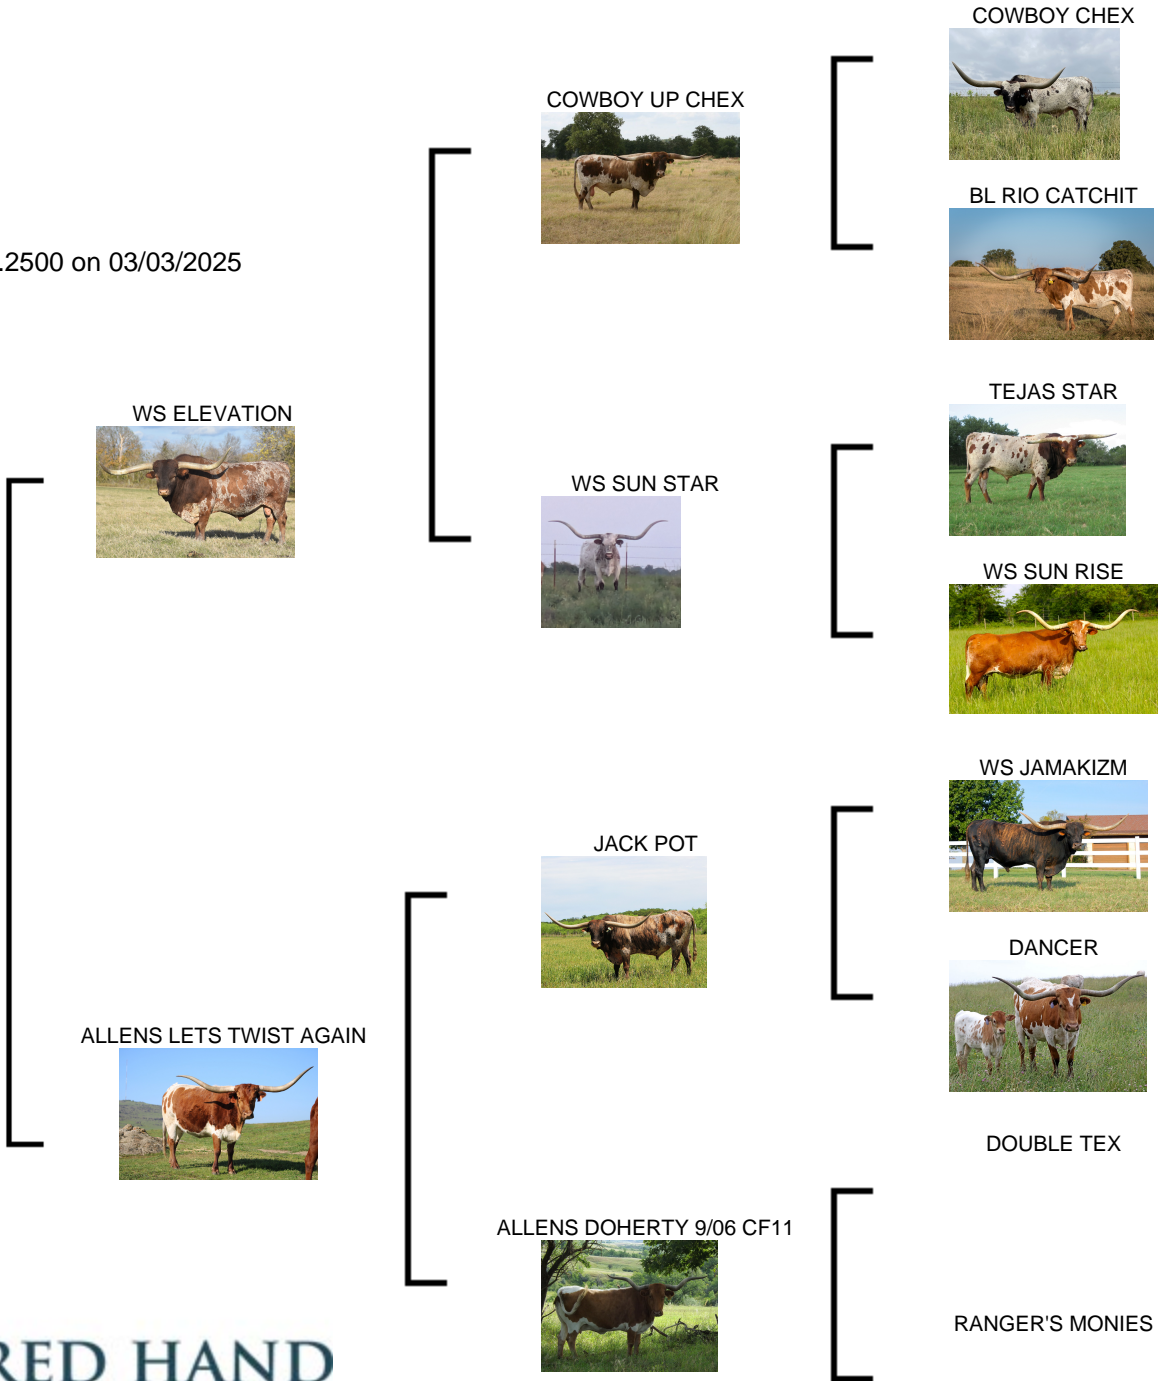 COWBOY CHEX
COWBOY UP CHEX
BL RIO CATCHIT
.2500 on 03/03/2025
TEJAS STAR
WS ELEVATION
WS SUN STAR
WS SUN RISE
WS JAMAKIZM
JACK POT
DANCER
ALLENS LETS TWIST AGAIN
DOUBLE TEX
ALLENS DOHERTY 9/06 CF11
RANGER'S MONIES
RED HAND